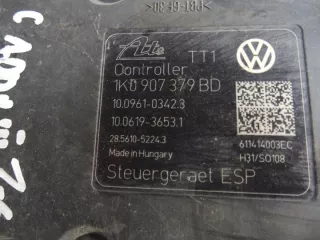 Ate TT1
Controller
1K0 907 379 BD
10.0961-0342.3
10.0619-3653.1
28.5610-5224.3
Made in Hungary 611414003EC
H31/SO108
Steuergeraet ESP